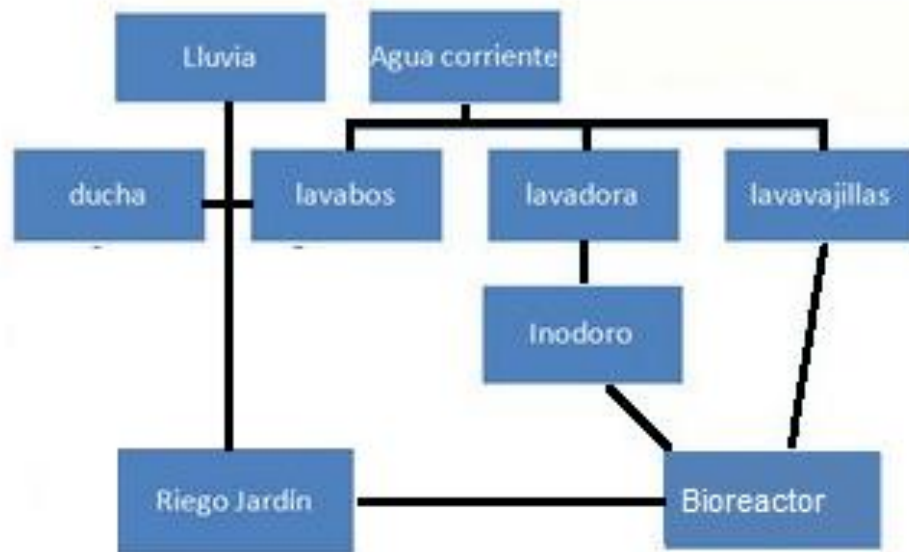 Lluvia
Agua corriente
ducha
lavabos
lavadora
lavavajillas
Inodoro
Riego Jardín
Bioreactor